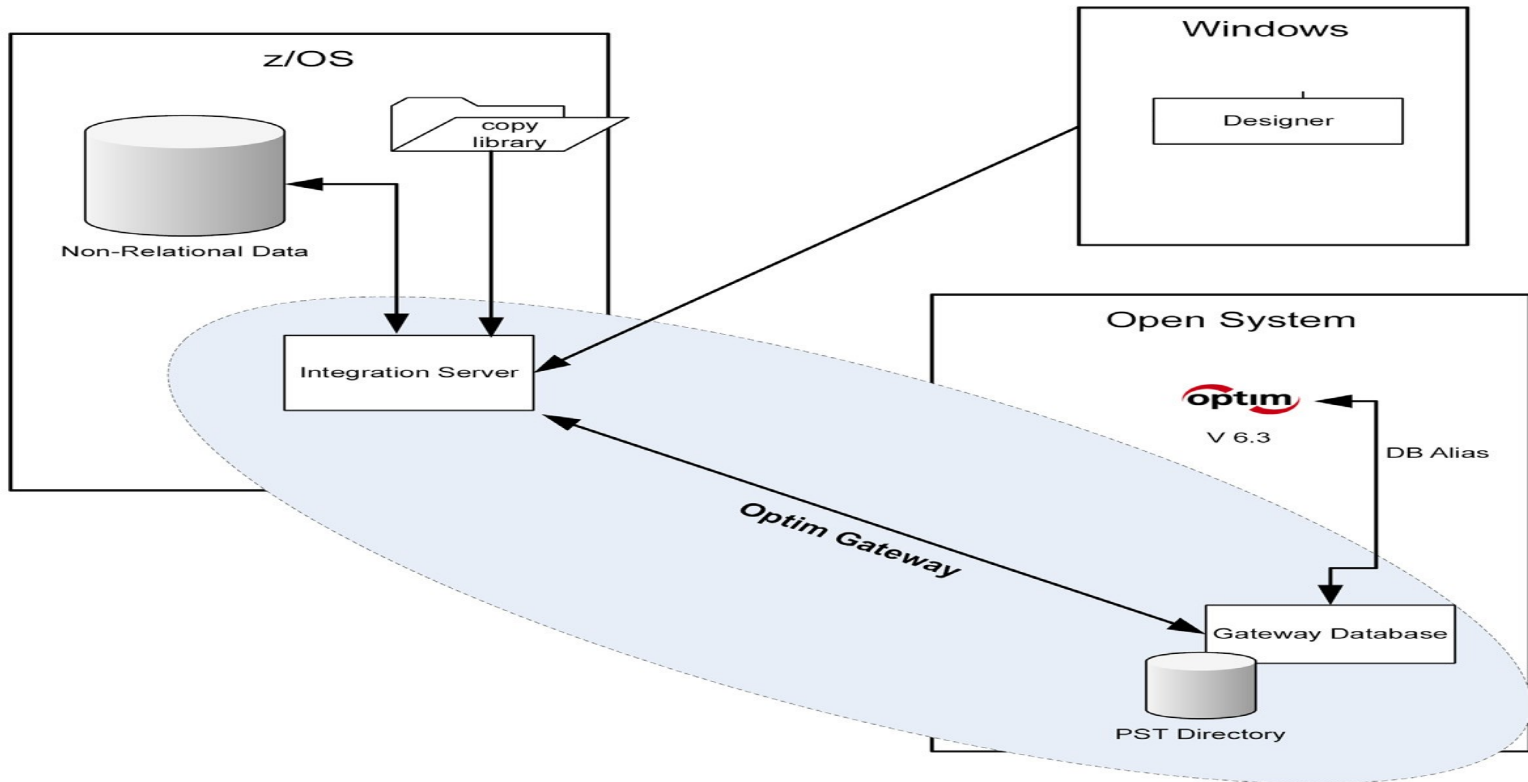 z/OS
copy
library
Non-Relational Data
Integration Server
Windows
Designer
Open System
optim
V 6.3
DB Alias
Optim Gateway
Gateway Database
PST Directory